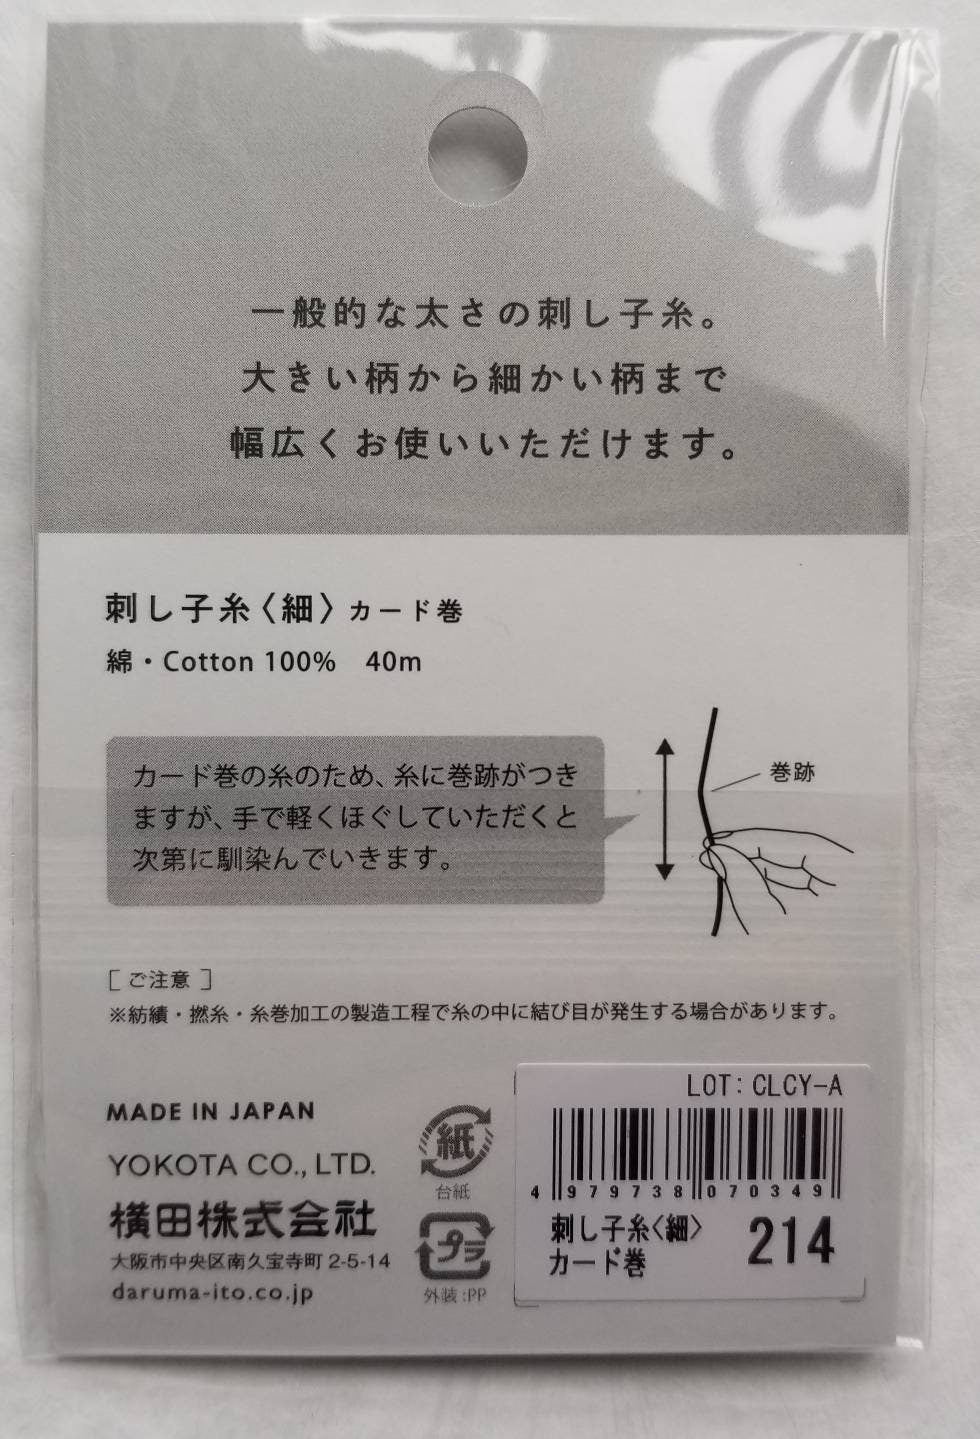 一般的な太さの刺し子糸。
大きい柄から細かい柄まで
幅広くお使いいただけます。
刺し子糸〈細〉カード巻
綿・Cotton 100%　40m
カード巻の糸のため、糸に巻跡がつき
ますが、手で軽くほぐしていただくと
次第に馴染んでいきます。
巻跡
［ ご注意 ］
※紡績・撚糸・糸巻加工の製造工程で糸の中に結び目が発生する場合があります。
MADE IN JAPAN
YOKOTA CO., LTD.
横田株式会社
大阪市中央区南久宝寺町 2-5-14
daruma-ito.co.jp
紙
台紙
プラ
外装:PP
LOT: CLCY-A
4 979738 070349
刺し子糸〈細〉
カード巻
214